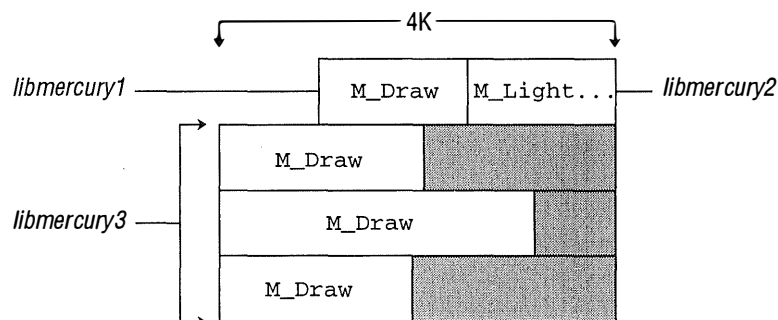 4K
libmercury1 M_Draw M_Light... libmercury2
M_Draw
libmercury3 M_Draw
M_Draw